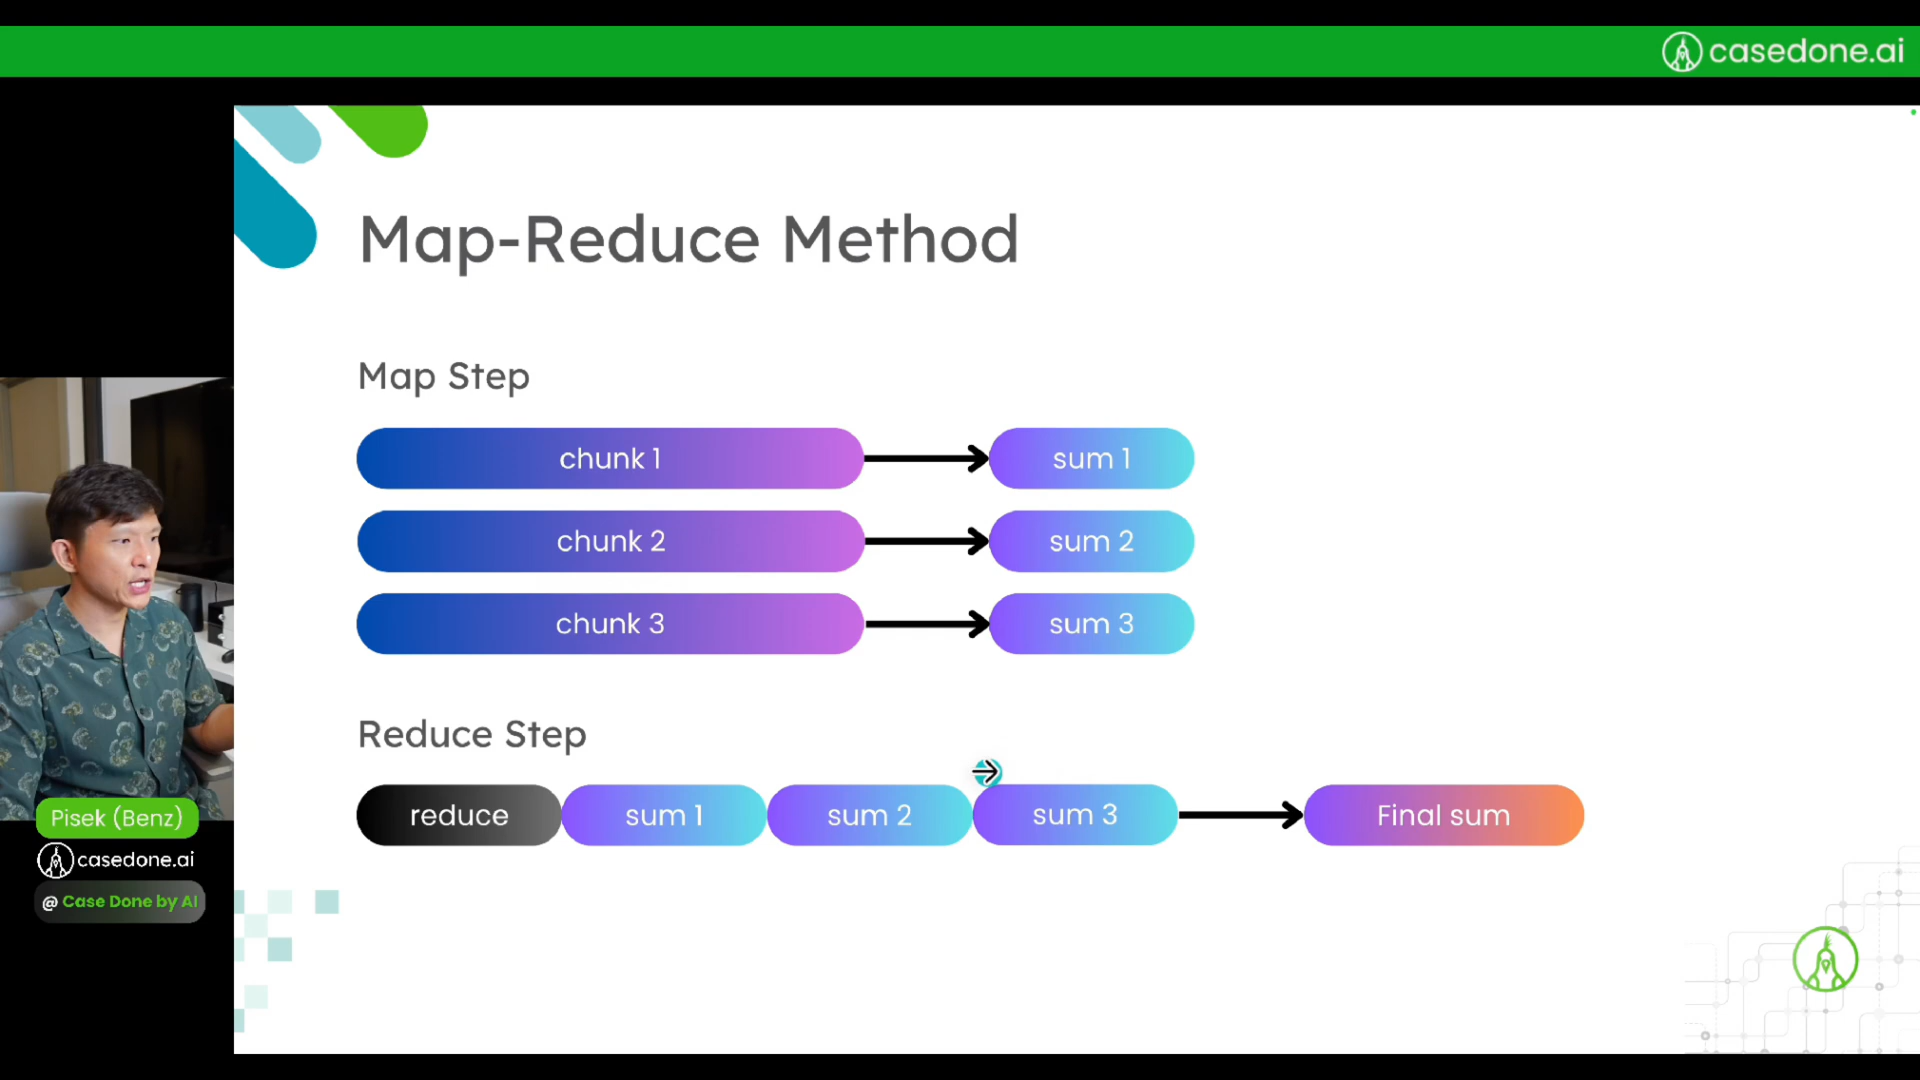 casedone.ai
Map-Reduce Method
Map Step
chunk 1
sum 1
chunk 2
sum 2
chunk 3
sum 3
Reduce Step
reduce
sum 1
sum 2
sum 3
Final sum
Pisek (Benz)
casedone.ai
@ Case Done by AI